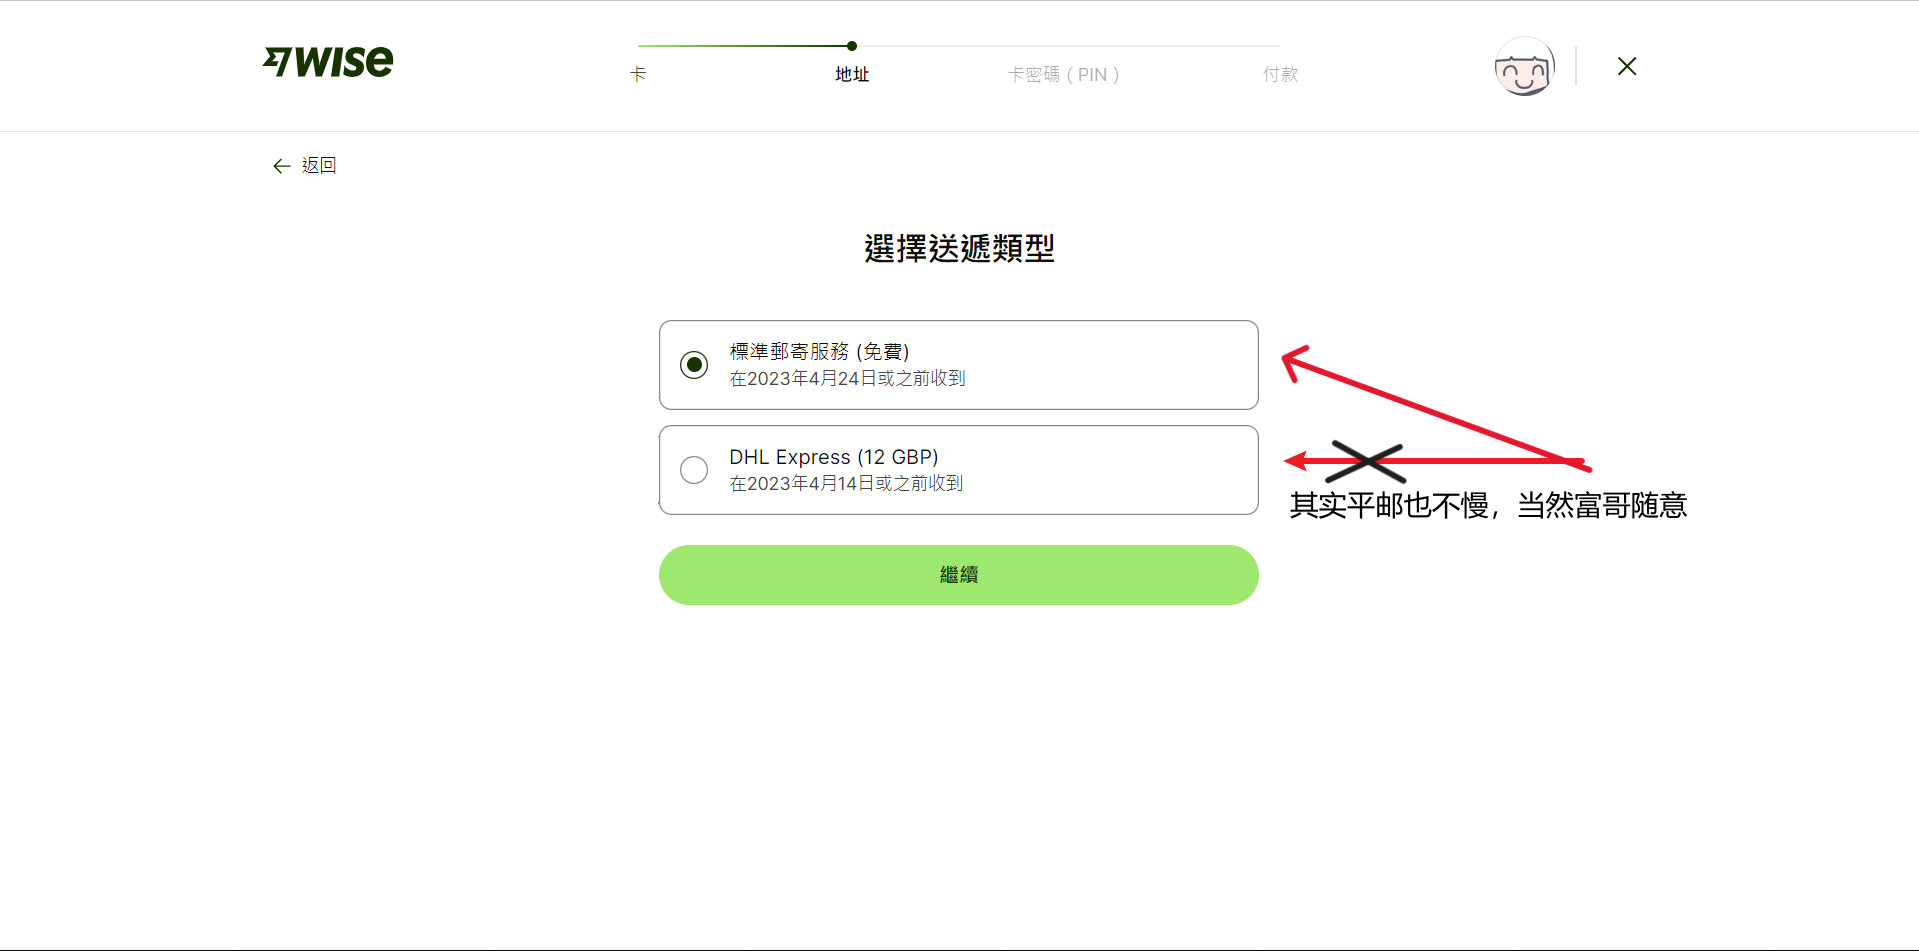 WISE
卡
地址
卡密碼 ( PIN )
付款
返回
選擇送遞類型
標準郵寄服務 (免費)
在2023年4月24日或之前收到
DHL Express (12 GBP)
在2023年4月14日或之前收到
其实平邮也不慢，当然富哥随意
繼續